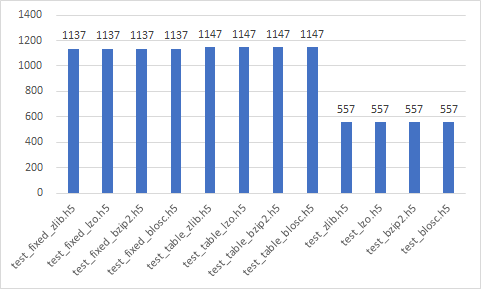 1400
1200
1000
800
600
400
200
0
1137 1137 1137 1137 1147 1147 1147 1147 557 557 557 557
test_fixed_zlib.h5
test_fixed_lzo.h5
test_fixed_bzip2.h5
test_fixed_blosc.h5
test_table_zlib.h5
test_table_lzo.h5
test_table_bzip2.h5
test_table_blosc.h5
test_zlib.h5
test_lzo.h5
test_bzip2.h5
test_blosc.h5